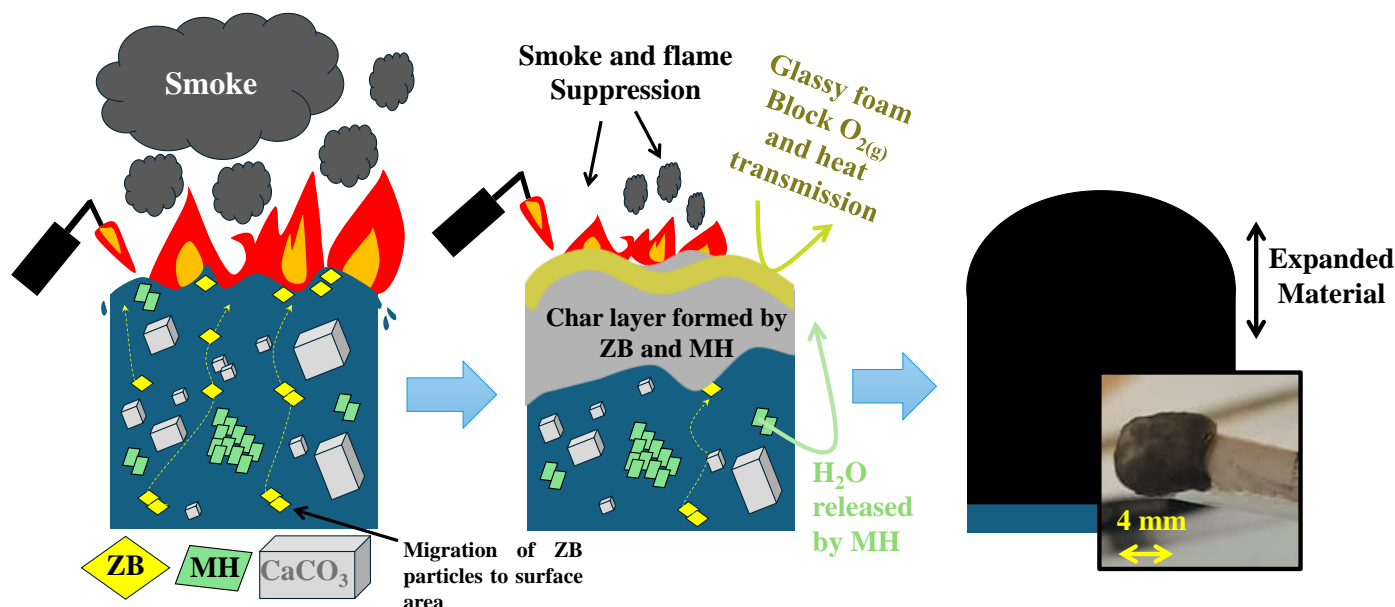 Smoke
ZB
MH
CaCO₃
Migration of ZB
particles to surface
area
Smoke and flame
Suppression
Glassy foam
Block O₂₍g₎
and heat
transmission
Char layer formed by
ZB and MH
H₂O
released
by MH
Expanded
Material
4 mm